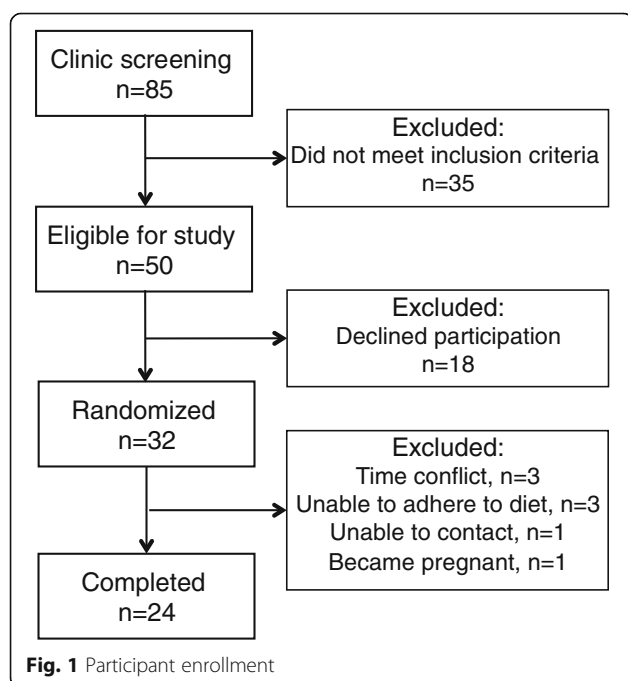 Clinic screening
n=85
Excluded:
Did not meet inclusion criteria
n=35
Eligible for study
n=50
Excluded:
Declined participation
n=18
Randomized
n=32
Excluded:
Time conflict, n=3
Unable to adhere to diet, n=3
Unable to contact, n=1
Became pregnant, n=1
Completed
n=24
Fig. 1 Participant enrollment